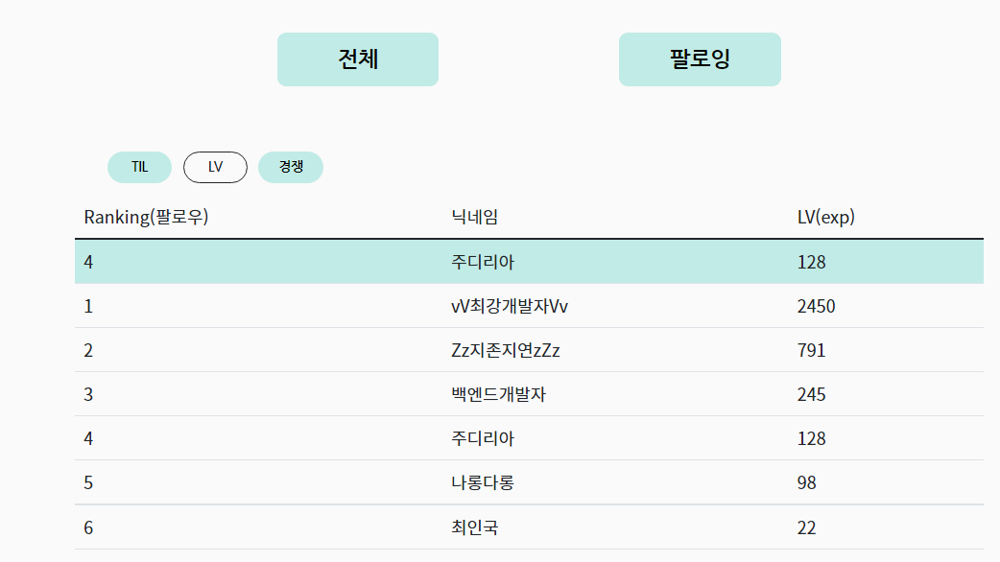 전체 팔로잉
TIL LV 경쟁
Ranking(팔로우) 닉네임 LV(exp)
4 주디리아 128
1 vV최강개발자Vv 2450
2 Zz지존지연zZz 791
3 백엔드개발자 245
4 주디리아 128
5 나롱다롱 98
6 최인국 22